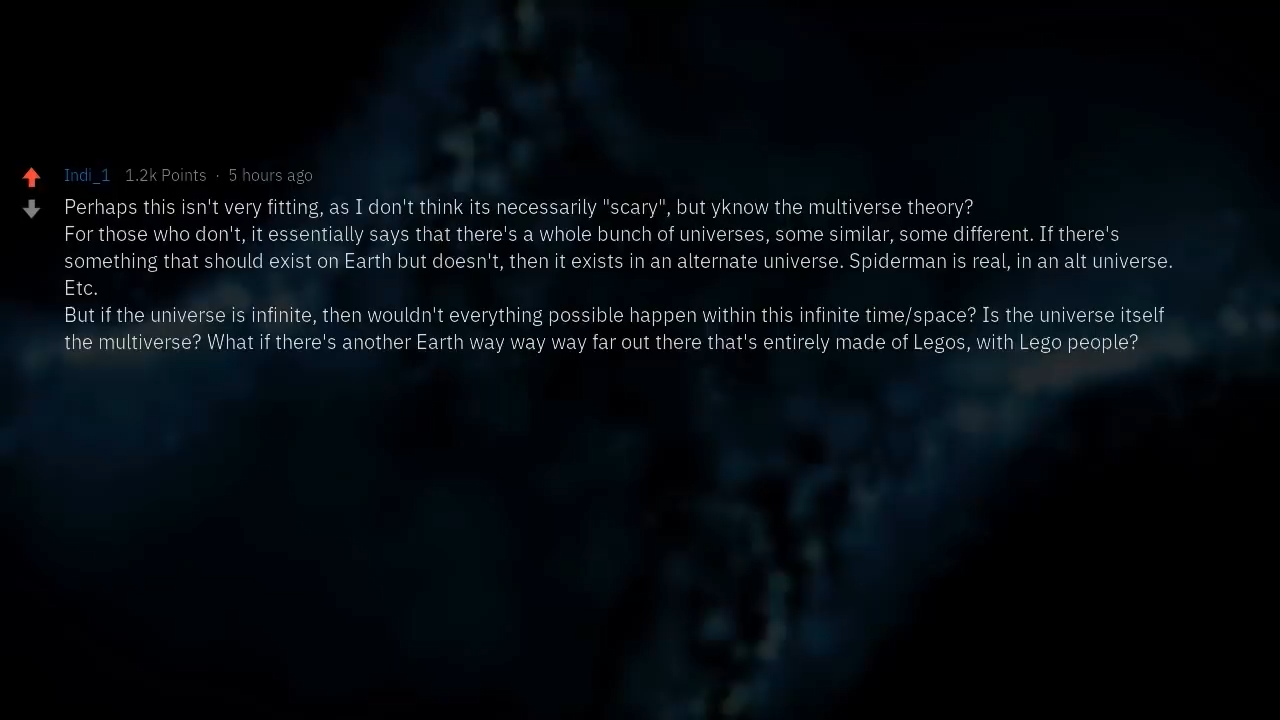 Indi_1 1.2k Points · 5 hours ago
Perhaps this isn't very fitting, as I don't think its necessarily "scary", but yknow the multiverse theory?
For those who don't, it essentially says that there's a whole bunch of universes, some similar, some different. If there's
something that should exist on Earth but doesn't, then it exists in an alternate universe. Spiderman is real, in an alt universe.
Etc.
But if the universe is infinite, then wouldn't everything possible happen within this infinite time/space? Is the universe itself
the multiverse? What if there's another Earth way way way far out there that's entirely made of Legos, with Lego people?